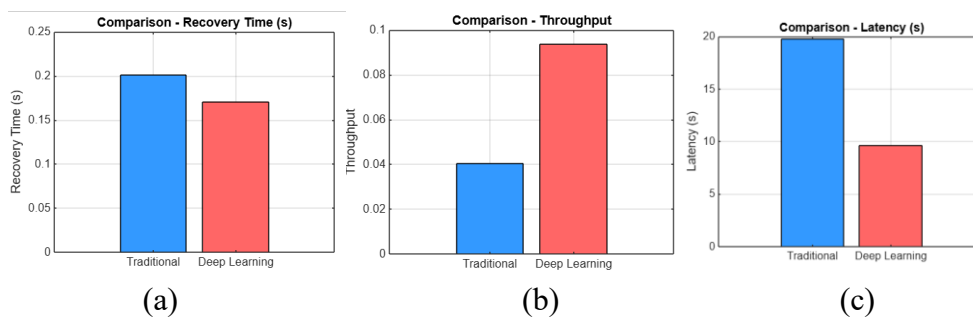 Comparison - Recovery Time (s)
0.25
0.2
0.15
0.1
0.05
0
Recovery Time (s)
Traditional
Deep Learning
(a)
Comparison - Throughput
0.1
0.08
0.06
0.04
0.02
0
Throughput
Traditional
Deep Learning
(b)
Comparison - Latency (s)
20
15
10
5
0
Latency (s)
Traditional
Deep Learning
(c)